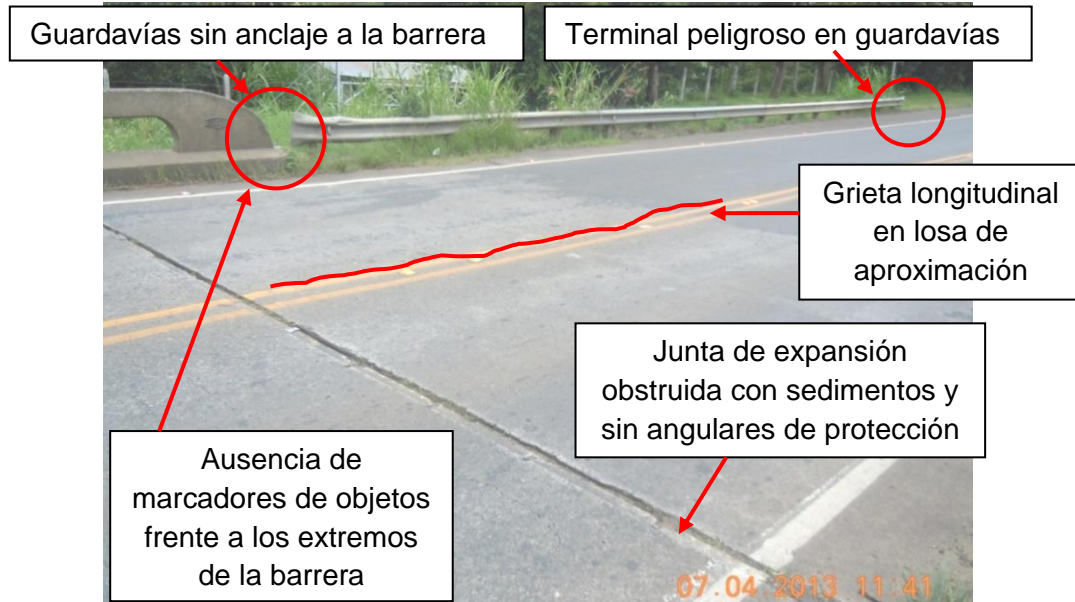 Guardavías sin anclaje a la barrera
Terminal peligroso en guardavías
Grieta longitudinal
en losa de
aproximación
Junta de expansión
obstruida con sedimentos y
sin angulares de protección
Ausencia de
marcadores de objetos
frente a los extremos
de la barrera
07.04.2013 11:41